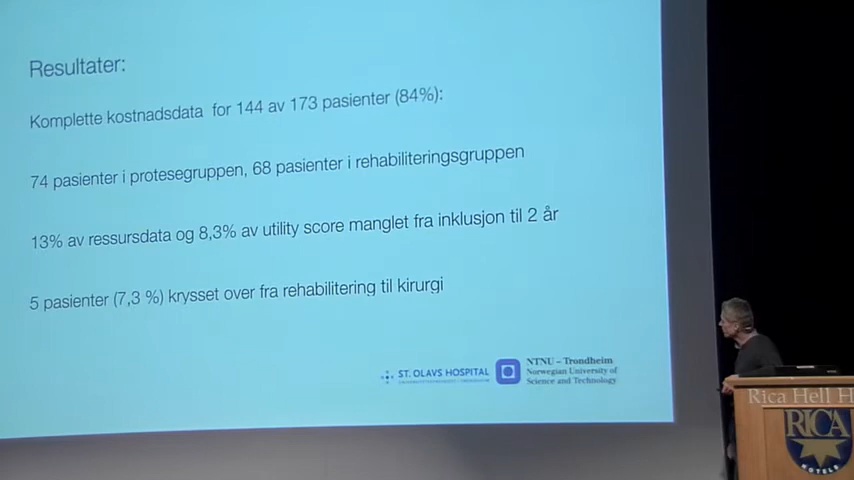 Resultater:
Komplette kostnadsdata for 144 av 173 pasienter (84%):
74 pasienter i protesegruppen, 68 pasienter i rehabiliteringsgruppen
13% av ressursdata og 8,3% av utility score manglet fra inklusjon til 2 år
5 pasienter (7,3 %) krysset over fra rehabilitering til kirurgi
ST. OLAVS HOSPITAL
NTNU – Trondheim
Norwegian University of
Science and Technology
Rica Hell H
RICA
HOTELS